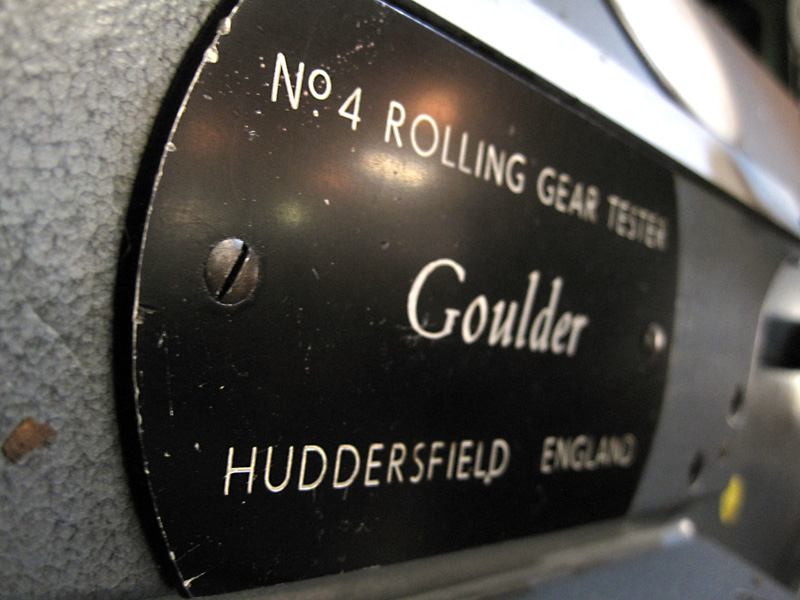 Nº 4 ROLLING GEAR TESTER
Goulder
HUDDERSFIELD ENGLAND